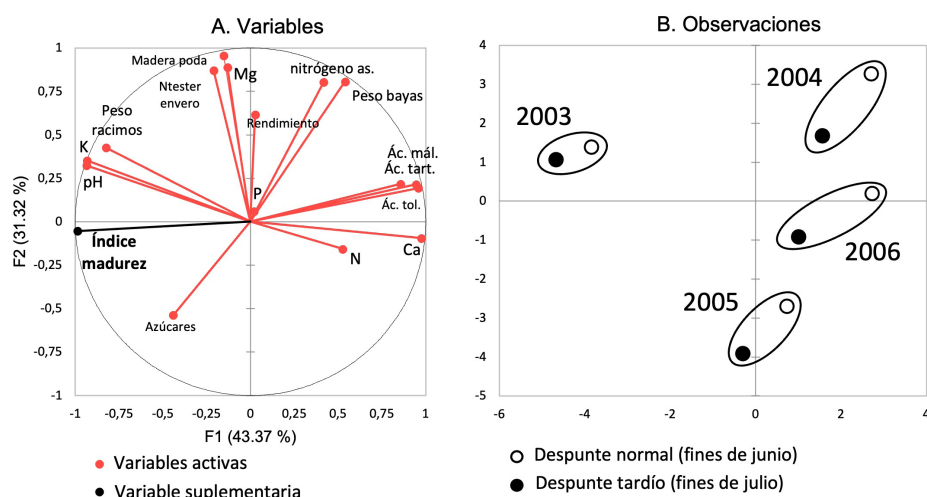 A. Variables
1
0,75
0,5
0,25
0
-0,25
-0,5
-0,75
-1
F2 (31.32 %)
Madera poda
Mg
Ntester
envero
nitrógeno as.
Peso bayas
Rendimiento
Peso
racimos
K
pH
P
Ác. mál.
Ác. tart.
Ác. tol.
Índice
madurez
N
Ca
Azúcares
-1
-0,75
-0,5
-0,25
0
0,25
0,5
0,75
1
F1 (43.37 %)
Variables activas
Variable suplementaria
B. Observaciones
4
3
2
1
0
-1
-2
-3
-4
-5
2003
2004
2006
2005
-6
-4
-2
0
2
4
Despunte normal (fines de junio)
Despunte tardío (fines de julio)